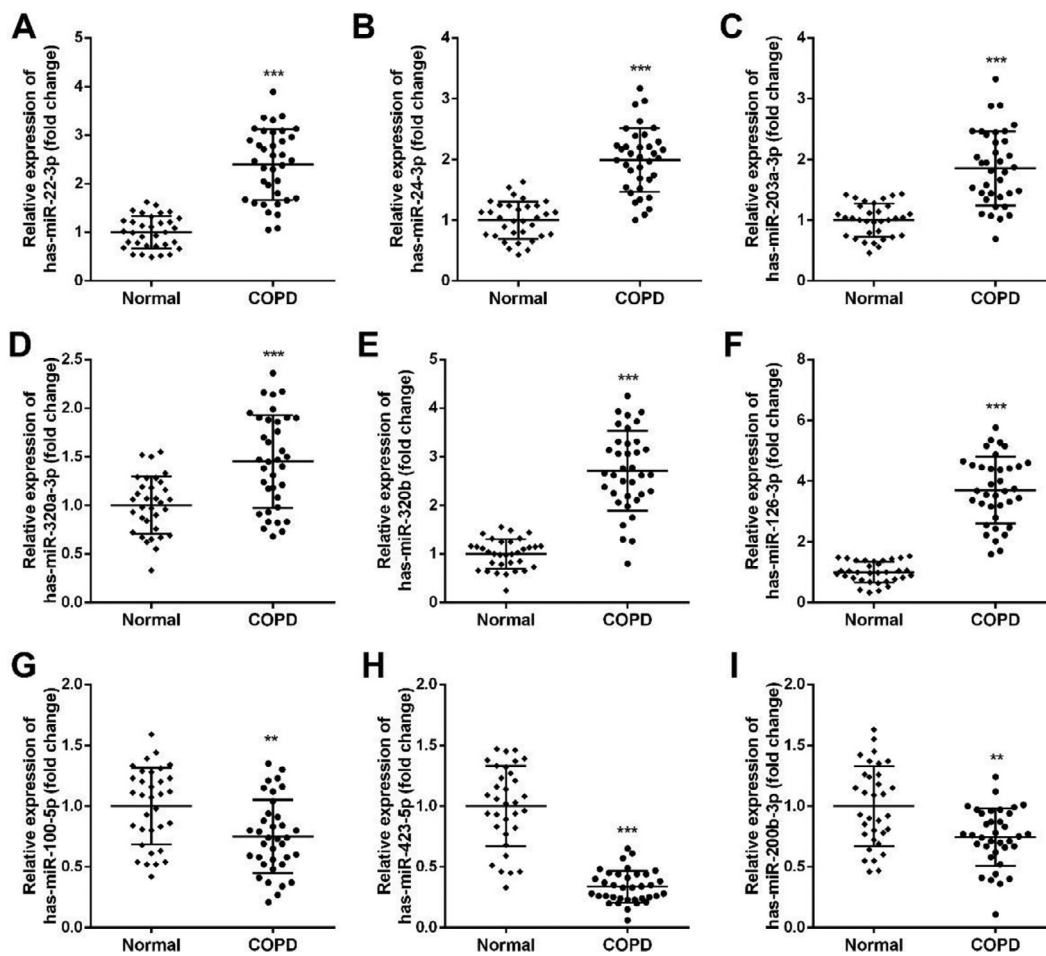 A
Relative expression of
has-miR-22-3p (fold change)
5
4
3
2
1
0
***
Normal
COPD
B
Relative expression of
has-miR-24-3p (fold change)
4
3
2
1
0
***
Normal
COPD
C
Relative expression of
has-miR-203a-3p (fold change)
4
3
2
1
0
***
Normal
COPD
D
Relative expression of
has-miR-320a-3p (fold change)
2.5
2.0
1.5
1.0
0.5
0.0
***
Normal
COPD
E
Relative expression of
has-miR-320b (fold change)
5
4
3
2
1
0
***
Normal
COPD
F
Relative expression of
has-miR-126-3p (fold change)
8
6
4
2
0
***
Normal
COPD
G
Relative expression of
has-miR-100-5p (fold change)
2.0
1.5
1.0
0.5
0.0
**
Normal
COPD
H
Relative expression of
has-miR-423-5p (fold change)
2.0
1.5
1.0
0.5
0.0
***
Normal
COPD
I
Relative expression of
has-miR-200b-3p (fold change)
2.0
1.5
1.0
0.5
0.0
**
Normal
COPD